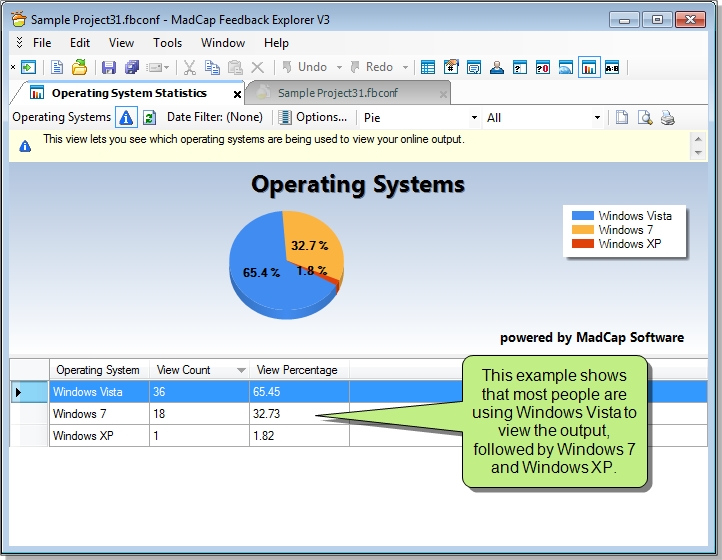 Sample Project31.fbconf - MadCap Feedback Explorer V3
File Edit View Tools Window Help
Undo Redo
Operating System Statistics
Sample Project31.fbconf
Operating Systems Date Filter: (None) Options... Pie All
This view lets you see which operating systems are being used to view your online output.
Operating Systems
Windows Vista
Windows 7
Windows XP
32.7 %
65.4 %
1.8 %
powered by MadCap Software
Operating System View Count View Percentage
Windows Vista 36 65.45
Windows 7 18 32.73
Windows XP 1 1.82
This example shows
that most people are
using Windows Vista to
view the output,
followed by Windows 7
and Windows XP.